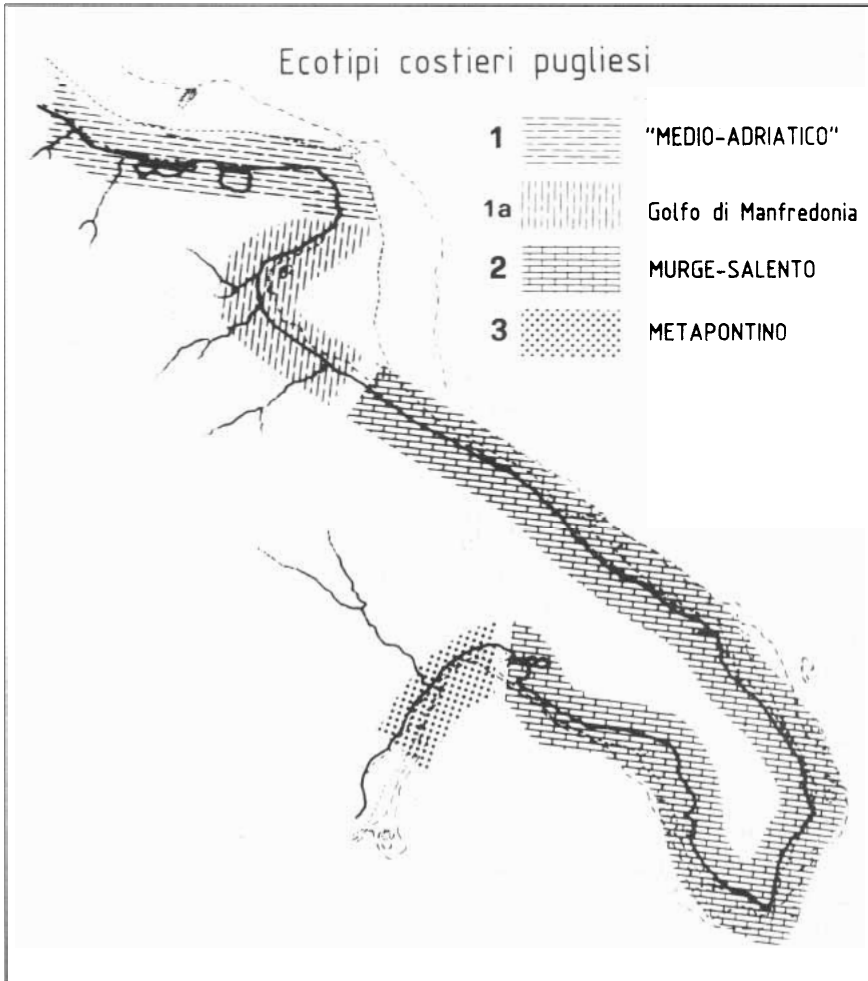 Ecotipi costieri pugliesi
1 "MEDIO-ADRIATICO"
1a Golfo di Manfredonia
2 MURGE-SALENTO
3 METAPONTINO